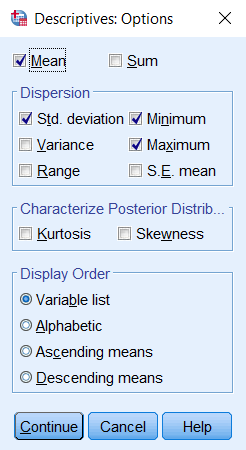 Descriptives: Options
Mean Sum
Dispersion
Std. deviation Minimum
Variance Maximum
Range S.E. mean
Characterize Posterior Distrib...
Kurtosis Skewness
Display Order
Variable list
Alphabetic
Ascending means
Descending means
Continue Cancel Help